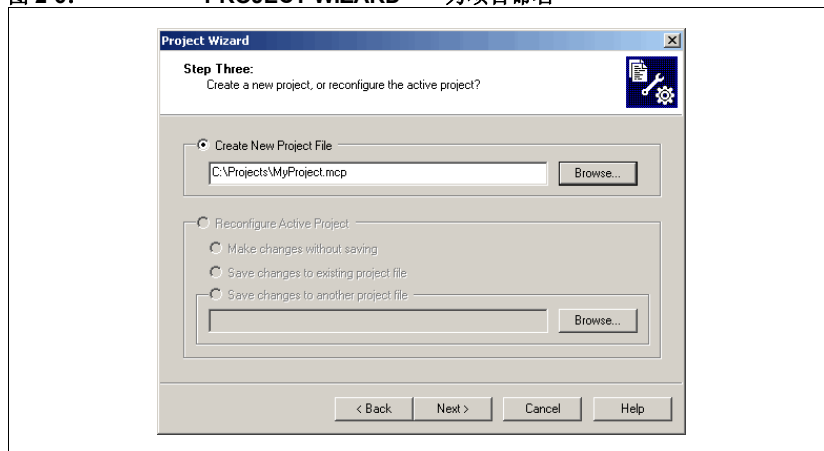 PROJECT WIZARD
Project Wizard
Step Three:
Create a new project, or reconfigure the active project?
Create New Project File
C:\Projects\MyProject.mcp
Browse...
Reconfigure Active Project
Make changes without saving
Save changes to existing project file
Save changes to another project file
Browse...
< Back
Next >
Cancel
Help